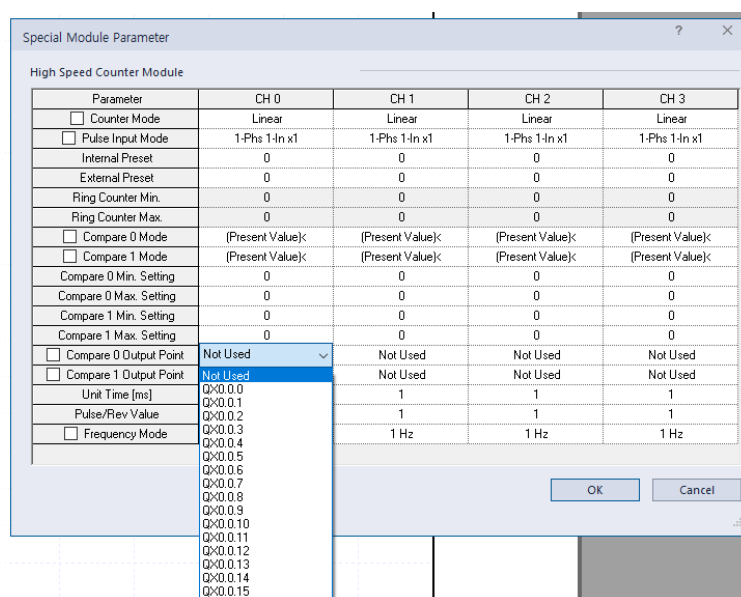 Special Module Parameter ? ×
High Speed Counter Module
Parameter CH 0 CH 1 CH 2 CH 3
Counter Mode Linear Linear Linear Linear
Pulse Input Mode 1-Phs 1-In x1 1-Phs 1-In x1 1-Phs 1-In x1 1-Phs 1-In x1
Internal Preset 0 0 0 0
External Preset 0 0 0 0
Ring Counter Min. 0 0 0 0
Ring Counter Max. 0 0 0 0
Compare 0 Mode (Present Value)< (Present Value)< (Present Value)< (Present Value)<
Compare 1 Mode (Present Value)< (Present Value)< (Present Value)< (Present Value)<
Compare 0 Min. Setting 0 0 0 0
Compare 0 Max. Setting 0 0 0 0
Compare 1 Min. Setting 0 0 0 0
Compare 1 Max. Setting 0 0 0 0
Compare 0 Output Point Not Used Not Used Not Used Not Used
Compare 1 Output Point Not Used Not Used Not Used Not Used
Unit Time [ms] 1 1 1
Pulse/Rev Value 1 1 1
Frequency Mode 1 Hz 1 Hz 1 Hz
QX0.0.0
QX0.0.1
QX0.0.2
QX0.0.3
QX0.0.4
QX0.0.5
QX0.0.6
QX0.0.7
QX0.0.8
QX0.0.9
QX0.0.10
QX0.0.11
QX0.0.12
QX0.0.13
QX0.0.14
QX0.0.15
OK Cancel